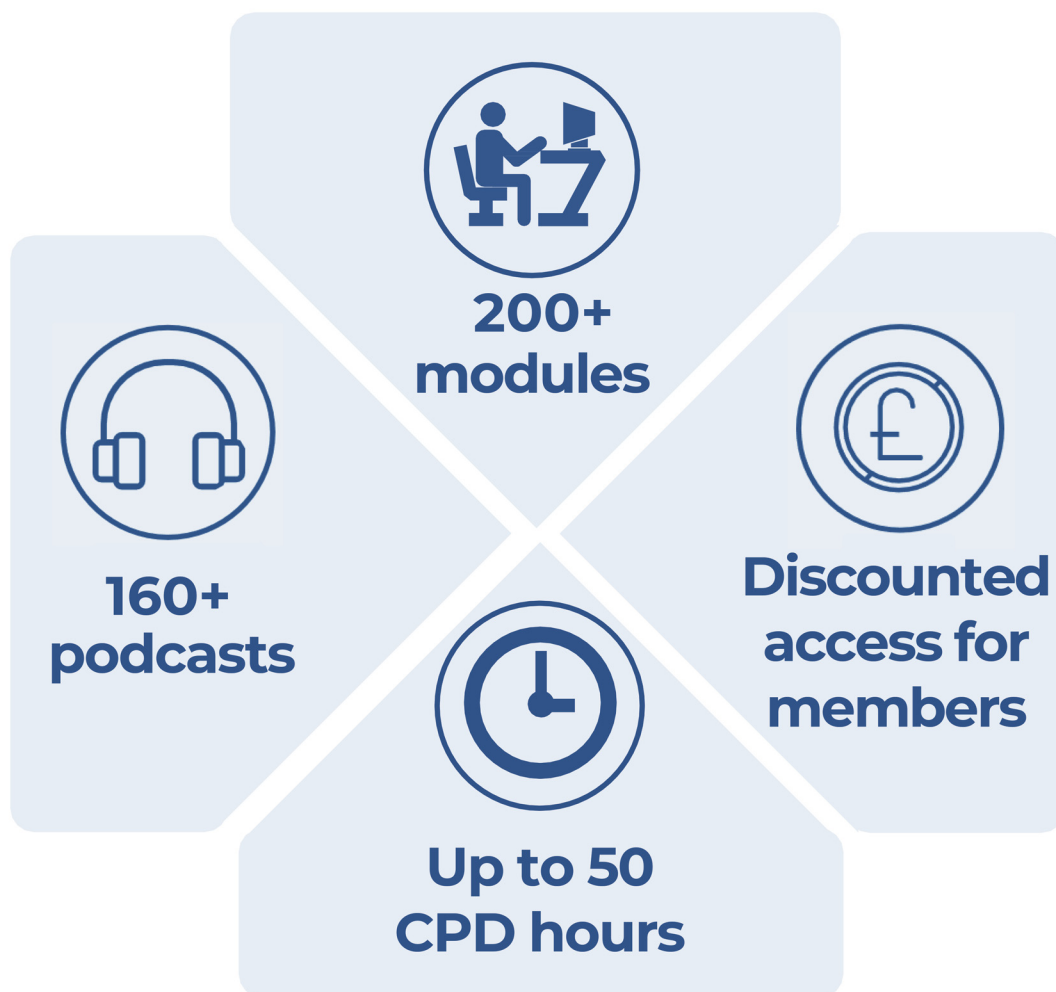 200+
modules
160+
podcasts
£
Discounted
access for
members
Up to 50
CPD hours